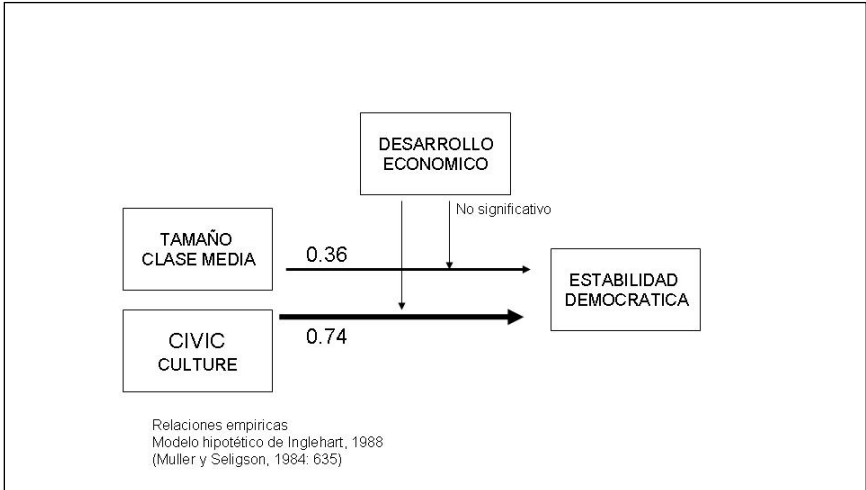 DESARROLLO
ECONOMICO
No significativo
TAMAÑO
CLASE MEDIA
0.36
ESTABILIDAD
DEMOCRATICA
CIVIC
CULTURE
0.74
Relaciones empiricas
Modelo hipotético de Inglehart, 1988
(Muller y Seligson, 1984: 635)